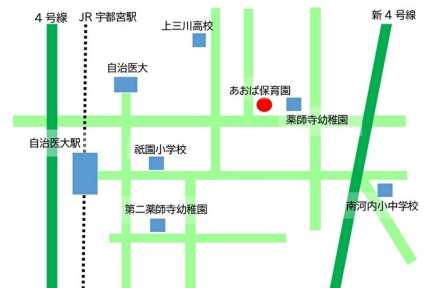 4号線 JR 宇都宮駅 新4号線
上三川高校
自治医大
あおば保育園
薬師寺幼稚園
自治医大駅
祇園小学校
第二薬師寺幼稚園
南河内小中学校